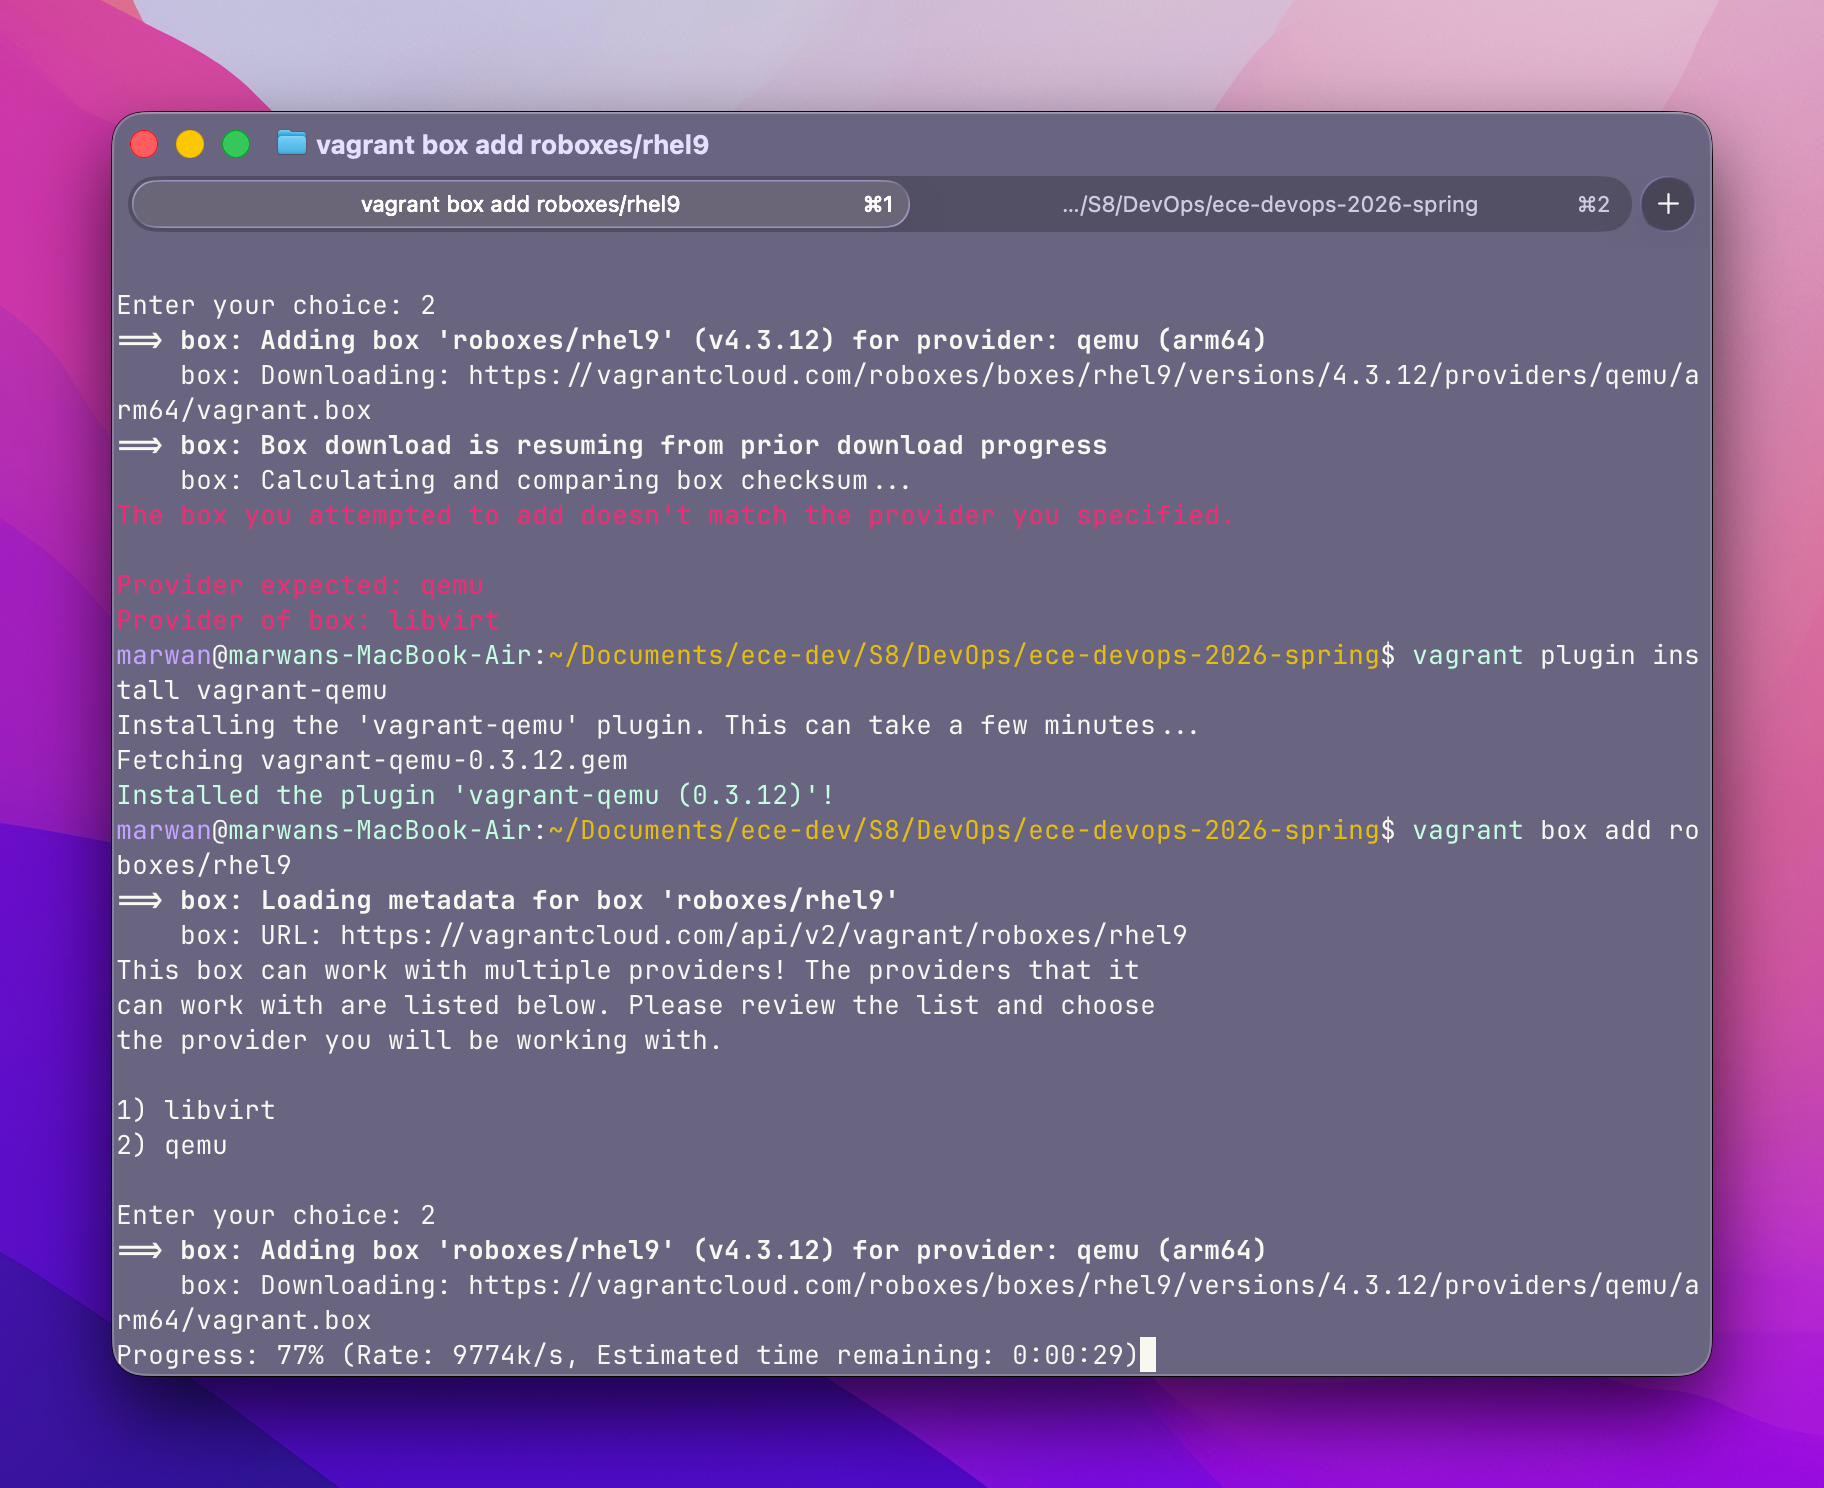 vagrant box add roboxes/rhel9
vagrant box add roboxes/rhel9 ⌘1 .../S8/DevOps/ece-devops-2026-spring ⌘2 +
Enter your choice: 2
==> box: Adding box 'roboxes/rhel9' (v4.3.12) for provider: qemu (arm64)
box: Downloading: https://vagrantcloud.com/roboxes/boxes/rhel9/versions/4.3.12/providers/qemu/a
rm64/vagrant.box
==> box: Box download is resuming from prior download progress
box: Calculating and comparing box checksum...
The box you attempted to add doesn't match the provider you specified.
Provider expected: qemu
Provider of box: libvirt
marwan@marwans-MacBook-Air:~/Documents/ece-dev/S8/DevOps/ece-devops-2026-spring$ vagrant plugin ins
tall vagrant-qemu
Installing the 'vagrant-qemu' plugin. This can take a few minutes...
Fetching vagrant-qemu-0.3.12.gem
Installed the plugin 'vagrant-qemu (0.3.12)'!
marwan@marwans-MacBook-Air:~/Documents/ece-dev/S8/DevOps/ece-devops-2026-spring$ vagrant box add ro
boxes/rhel9
==> box: Loading metadata for box 'roboxes/rhel9'
box: URL: https://vagrantcloud.com/api/v2/vagrant/roboxes/rhel9
This box can work with multiple providers! The providers that it
can work with are listed below. Please review the list and choose
the provider you will be working with.
1) libvirt
2) qemu
Enter your choice: 2
==> box: Adding box 'roboxes/rhel9' (v4.3.12) for provider: qemu (arm64)
box: Downloading: https://vagrantcloud.com/roboxes/boxes/rhel9/versions/4.3.12/providers/qemu/a
rm64/vagrant.box
Progress: 77% (Rate: 9774k/s, Estimated time remaining: 0:00:29)